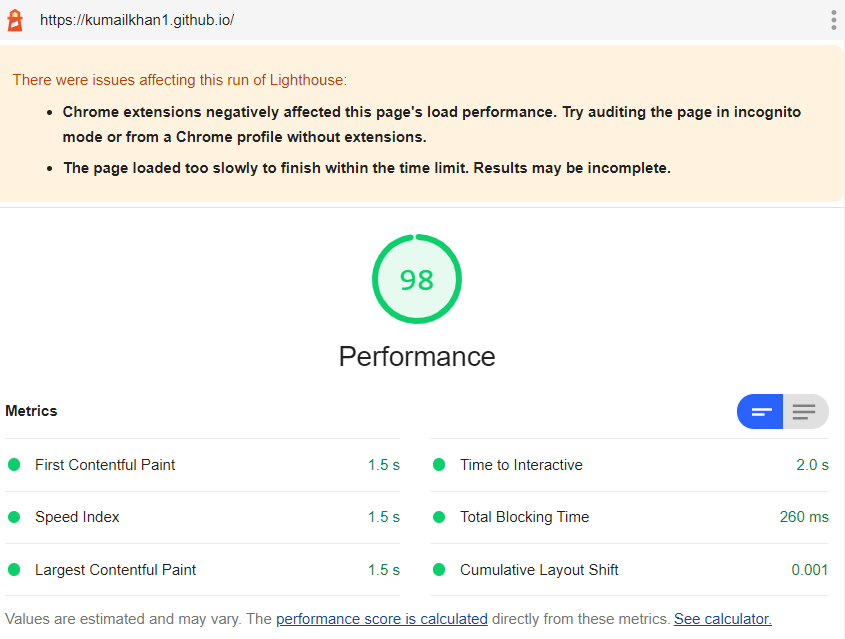 https://kumailkhan1.github.io/
There were issues affecting this run of Lighthouse:
• Chrome extensions negatively affected this page's load performance. Try auditing the page in incognito
mode or from a Chrome profile without extensions.
• The page loaded too slowly to finish within the time limit. Results may be incomplete.
98
Performance
Metrics
First Contentful Paint 1.5 s
Time to Interactive 2.0 s
Speed Index 1.5 s
Total Blocking Time 260 ms
Largest Contentful Paint 1.5 s
Cumulative Layout Shift 0.001
Values are estimated and may vary. The performance score is calculated directly from these metrics. See calculator.